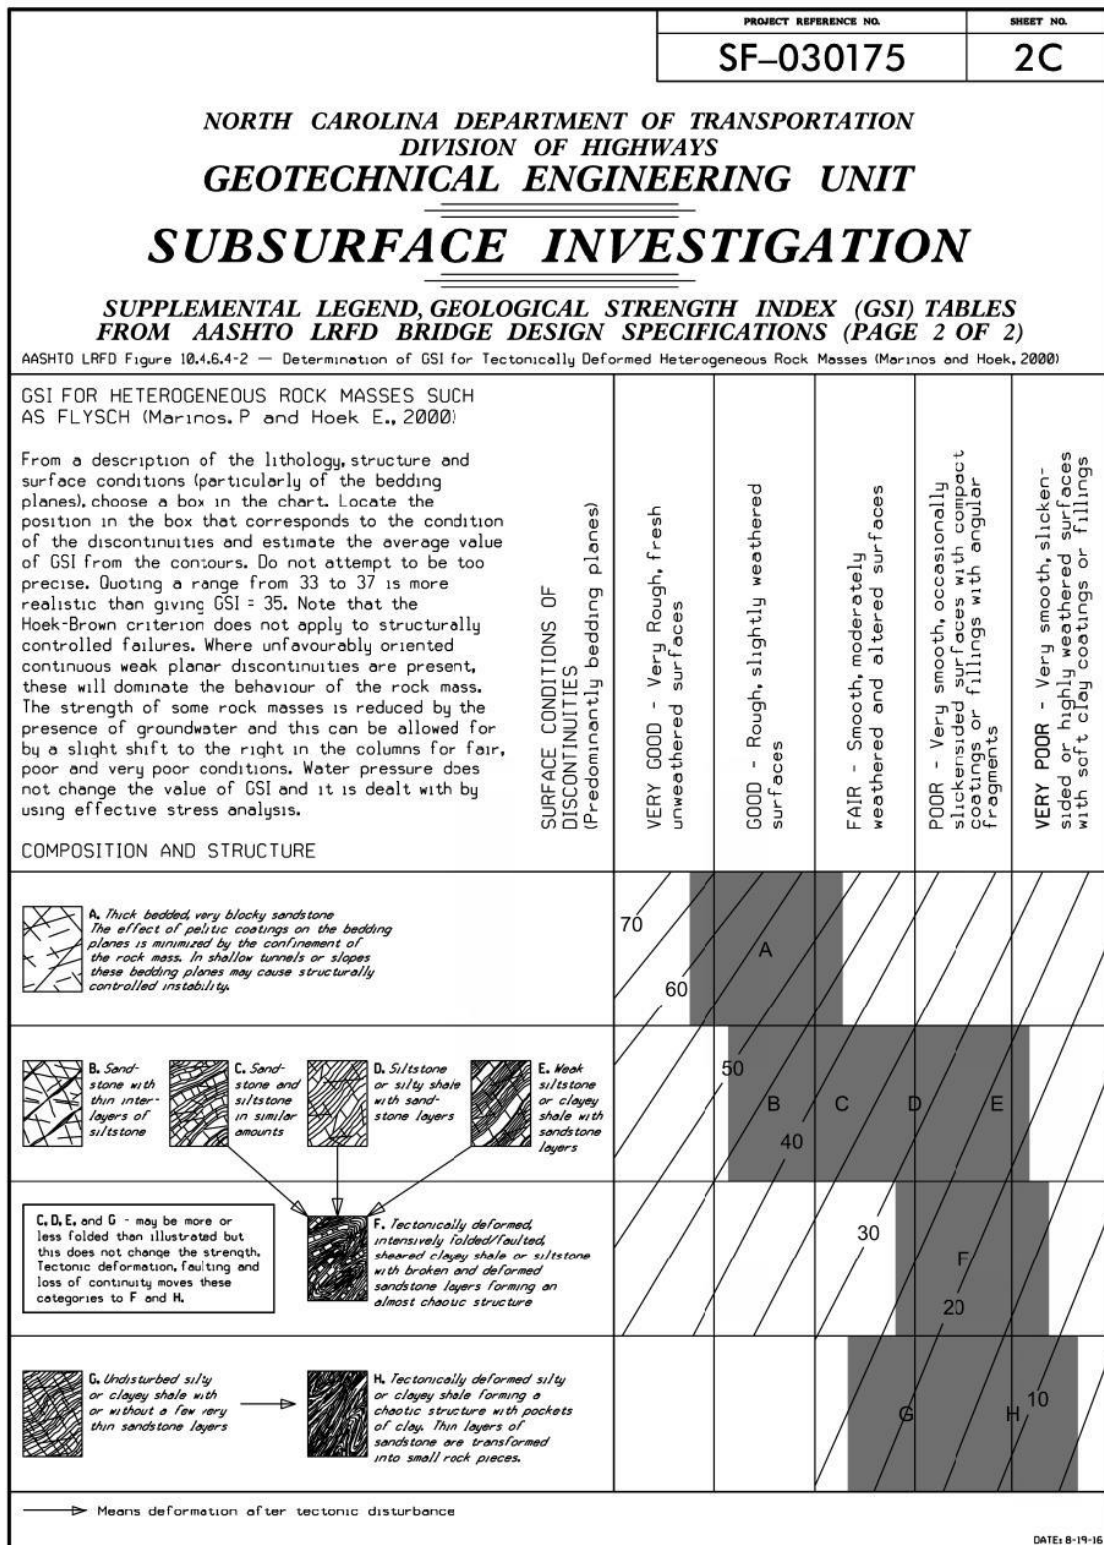 PROJECT REFERENCE NO.
SHEET NO.
SF-030175
2C
NORTH CAROLINA DEPARTMENT OF TRANSPORTATION
DIVISION OF HIGHWAYS
GEOTECHNICAL ENGINEERING UNIT
SUBSURFACE INVESTIGATION
SUPPLEMENTAL LEGEND, GEOLOGICAL STRENGTH INDEX (GSI) TABLES
FROM AASHTO LRFD BRIDGE DESIGN SPECIFICATIONS (PAGE 2 OF 2)
AASHTO LRFD Figure 10.4.6.4-2 — Determination of GSI for Tectonically Deformed Heterogeneous Rock Masses (Marinos and Hoek, 2000)
GSI FOR HETEROGENEOUS ROCK MASSES SUCH
AS FLYSCH (Marinos. P and Hoek E., 2000)
From a description of the lithology, structure and
surface conditions (particularly of the bedding
planes), choose a box in the chart. Locate the
position in the box that corresponds to the condition
of the discontinuities and estimate the average value
of GSI from the contours. Do not attempt to be too
precise. Quoting a range from 33 to 37 is more
realistic than giving GSI = 35. Note that the
Hoek-Brown criterion does not apply to structurally
controlled failures. Where unfavourably oriented
continuous weak planar discontinuities are present,
these will dominate the behaviour of the rock mass.
The strength of some rock masses is reduced by the
presence of groundwater and this can be allowed for
by a slight shift to the right in the columns for fair,
poor and very poor conditions. Water pressure does
not change the value of GSI and it is dealt with by
using effective stress analysis.
COMPOSITION AND STRUCTURE
SURFACE CONDITIONS OF
DISCONTINUITIES
(Predominantly bedding planes)
VERY GOOD - Very Rough, fresh
unweathered surfaces
GOOD - Rough, slightly weathered
surfaces
FAIR - Smooth, moderately
weathered and altered surfaces
POOR - Very smooth, occasionally
slickensided surfaces with compact
coatings or fillings with angular
fragments
VERY POOR - Very smooth, slicken-
sided or highly weathered surfaces
with soft clay coatings or fillings
A. Thick bedded, very blocky sandstone
The effect of pelitic coatings on the bedding
planes is minimized by the confinement of
the rock mass. In shallow tunnels or slopes
these bedding planes may cause structurally
controlled instability.
70
60
A
B. Sand-
stone with
thin inter-
layers of
siltstone
C. Sand-
stone and
siltstone
in similar
amounts
D. Siltstone
or silty shale
with sand-
stone layers
E. Weak
siltstone
or clayey
shale with
sandstone
layers
50
B
C
D
E
40
C, D, E, and G - may be more or
less folded than illustrated but
this does not change the strength.
Tectonic deformation, faulting and
loss of continuity moves these
categories to F and H.
F. Tectonically deformed,
intensively folded/faulted,
sheared clayey shale or siltstone
with broken and deformed
sandstone layers forming an
almost chaotic structure
30
F
20
G. Undisturbed silty
or clayey shale with
or without a few very
thin sandstone layers
H. Tectonically deformed silty
or clayey shale forming a
chaotic structure with pockets
of clay. Thin layers of
sandstone are transformed
into small rock pieces.
G
H
10
Means deformation after tectonic disturbance
DATE: 8-19-16